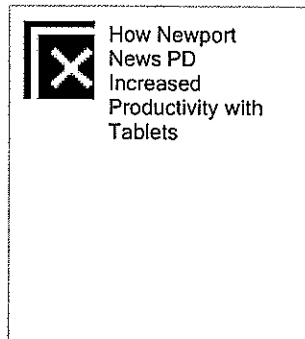 How Newport
News PD
Increased
Productivity with
Tablets